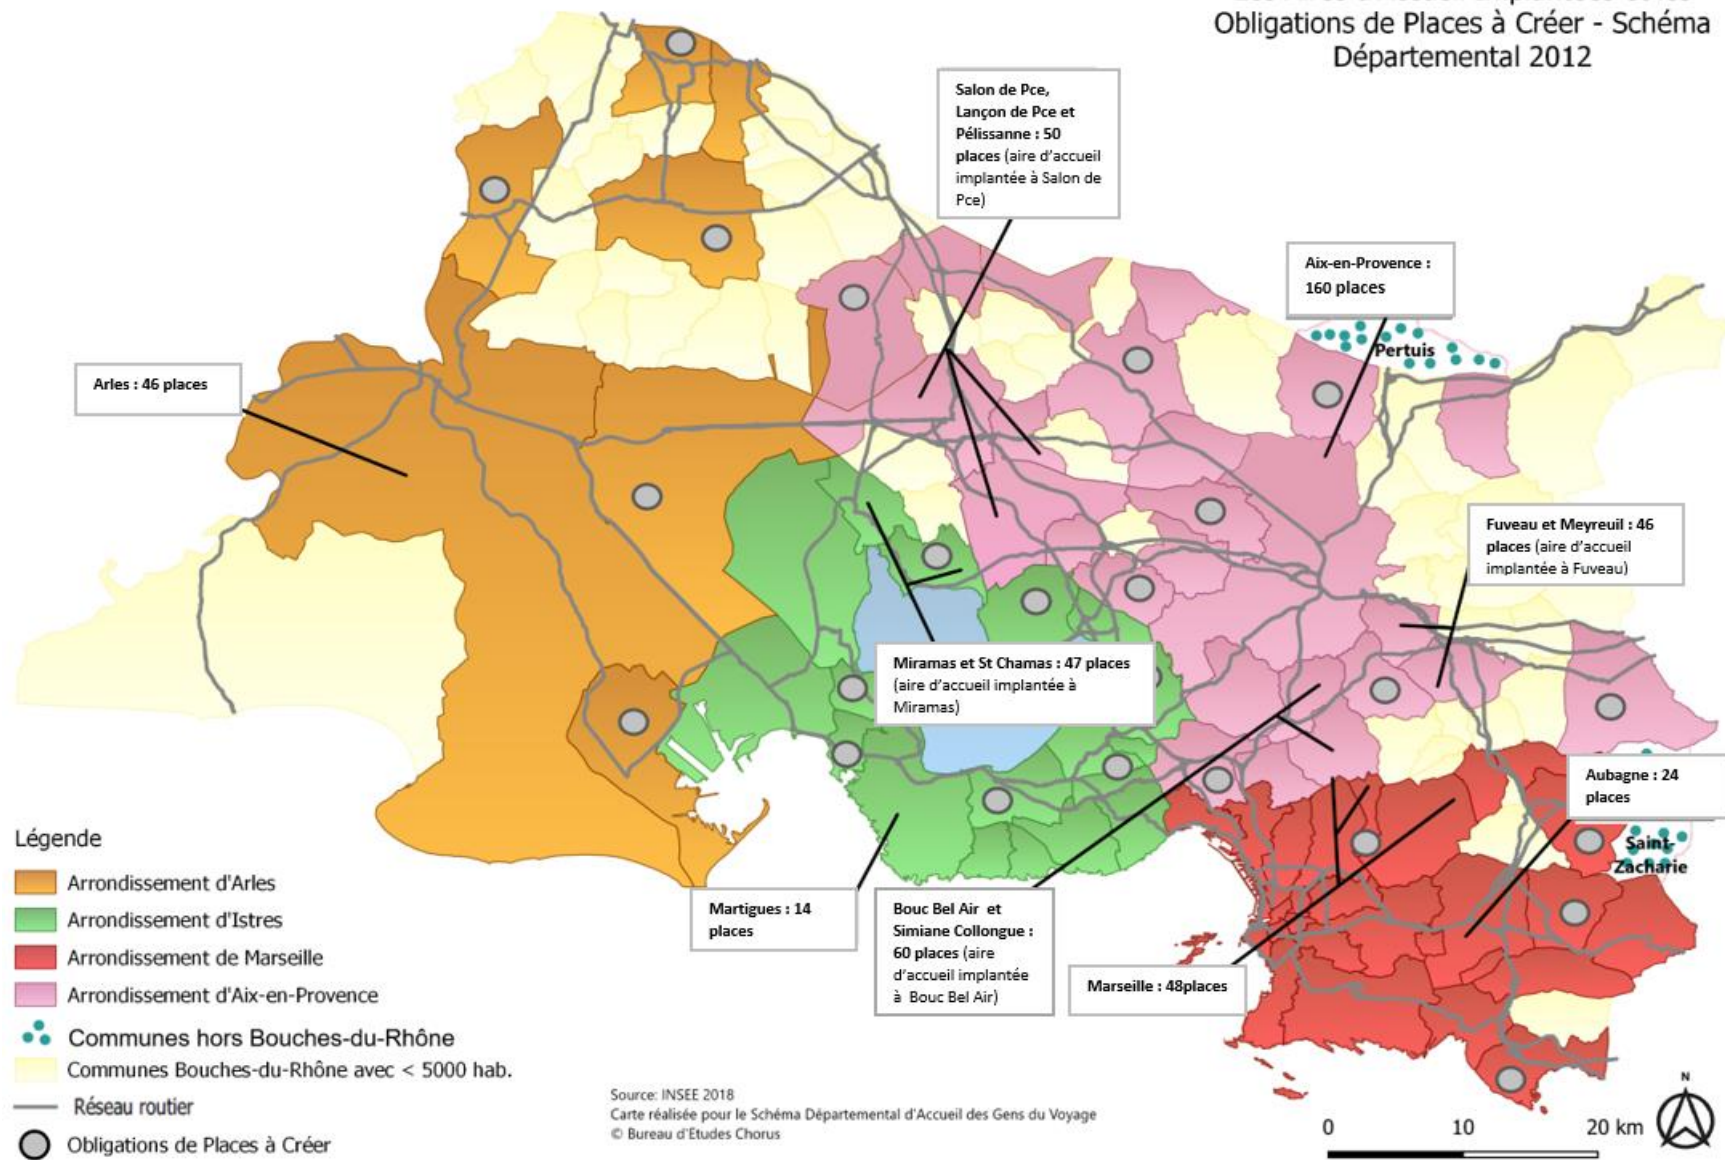 Obligations de Places à Créer - Schéma
Départemental 2012
Salon de Pce,
Lançon de Pce et
Pélissanne : 50
places (aire d'accueil
implantée à Salon de
Pce)
Aix-en-Provence :
160 places
Pertuis
Arles : 46 places
Fuveau et Meyreuil : 46
places (aire d'accueil
implantée à Fuveau)
Miramas et St Chamas : 47 places
(aire d'accueil implantée à
Miramas)
Aubagne : 24
places
Saint-
Zacharie
Martigues : 14
places
Bouc Bel Air et
Simiane Collongue :
60 places (aire
d'accueil implantée
à Bouc Bel Air)
Marseille : 48places
Légende
Arrondissement d'Arles
Arrondissement d'Istres
Arrondissement de Marseille
Arrondissement d'Aix-en-Provence
Communes hors Bouches-du-Rhône
Communes Bouches-du-Rhône avec < 5000 hab.
Réseau routier
Obligations de Places à Créer
Source: INSEE 2018
Carte réalisée pour le Schéma Départemental d'Accueil des Gens du Voyage
© Bureau d'Etudes Chorus
N
0 10 20 km